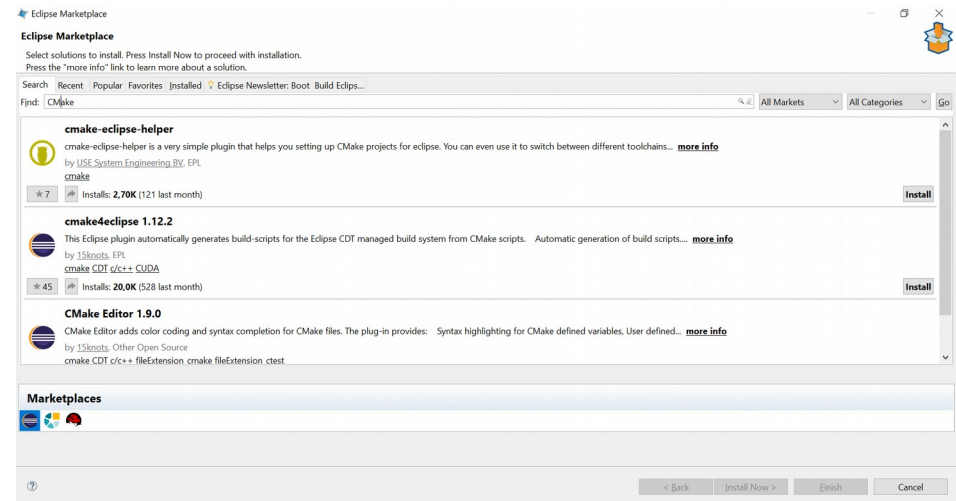 Eclipse Marketplace
Eclipse Marketplace
Select solutions to install. Press Install Now to proceed with installation.
Press the "more info" link to learn more about a solution.
Search Recent Popular Favorites Installed Eclipse Newsletter: Boot Build Eclips...
Find: CMake All Markets All Categories Go
cmake-eclipse-helper
cmake-eclipse-helper is a very simple plugin that helps you setting up CMake projects for eclipse. You can even use it to switch between different toolchains... more info
by USE System Engineering BV, EPL
cmake
7 Installs: 2,70K (121 last month) Install
cmake4eclipse 1.12.2
This Eclipse plugin automatically generates build-scripts for the Eclipse CDT managed build system from CMake scripts. Automatic generation of build scripts.... more info
by 15knots, EPL
cmake CDT c/c++ CUDA
45 Installs: 20,0K (528 last month) Install
CMake Editor 1.9.0
CMake Editor adds color coding and syntax completion for CMake files. The plug-in provides: Syntax highlighting for CMake defined variables, User defined... more info
by 15knots, Other Open Source
cmake CDT c/c++ fileExtension_cmake fileExtension_ctest
Marketplaces
? < Back Install Now > Finish Cancel